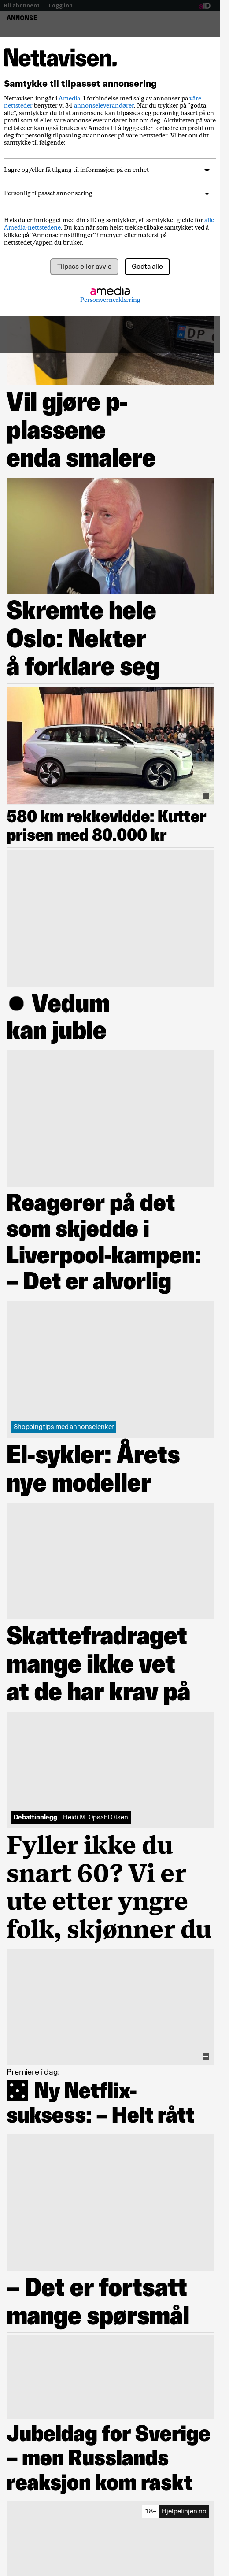 Bli abonnent | Logg inn
ANNONSE
Nettavisen.
Samtykke til tilpasset annonsering
Nettavisen inngår i Amedia. I forbindelse med salg av annonser på våre
nettsteder benytter vi 34 annonseleverandører. Når du trykker på "godta
alle", samtykker du til at annonser kan tilpasses deg personlig basert på en
profil som vi eller våre annonseleverandører har om deg. Aktiviteten din på våre
nettsteder kan også brukes av Amedia til å bygge eller forbedre en profil om
deg for personlig tilpasning av annonser på våre nettsteder. Vi ber om ditt
samtykke til følgende:
Lagre og/eller få tilgang til informasjon på en enhet
Personlig tilpasset annonsering
Hvis du er innlogget med din aID og samtykker, vil samtykket gjelde for alle
Amedia-nettstedene. Du kan når som helst trekke tilbake samtykket ved å
klikke på “Annonseinnstillinger” i menyen eller nederst på
nettstedet/appen du bruker.
Tilpass eller avvis
Godta alle
amedia
Personvernerklæring
Vil gjøre p-
plassene
enda smalere
Skremte hele
Oslo: Nekter
å forklare seg
580 km rekkevidde: Kutter
prisen med 80.000 kr
Vedum
kan juble
Reagerer på det
som skjedde i
Liverpool-kampen:
– Det er alvorlig
Shoppingtips med annonselenker
El-sykler: Årets
nye modeller
Skattefradraget
mange ikke vet
at de har krav på
Debattinnlegg | Heidi M. Opsahl Olsen
Fyller ikke du
snart 60? Vi er
ute etter yngre
folk, skjønner du
Premiere i dag:
Ny Netflix-
suksess: – Helt rått
– Det er fortsatt
mange spørsmål
Jubeldag for Sverige
– men Russlands
reaksjon kom raskt
18+ Hjelpelinjen.no